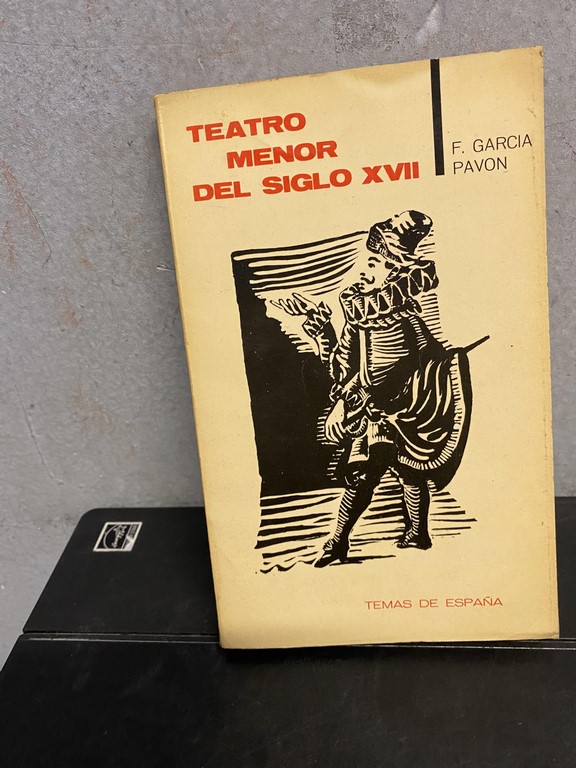 TEATRO
MENOR
DEL SIGLO XVII
F. GARCIA
PAVON
TEMAS DE ESPAÑA